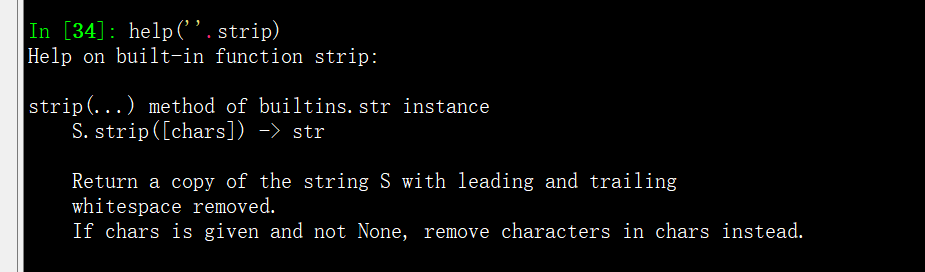 In [34]: help(''.strip)
Help on built-in function strip:
strip(...) method of builtins.str instance
S.strip([chars]) -> str
Return a copy of the string S with leading and trailing
whitespace removed.
If chars is given and not None, remove characters in chars instead.